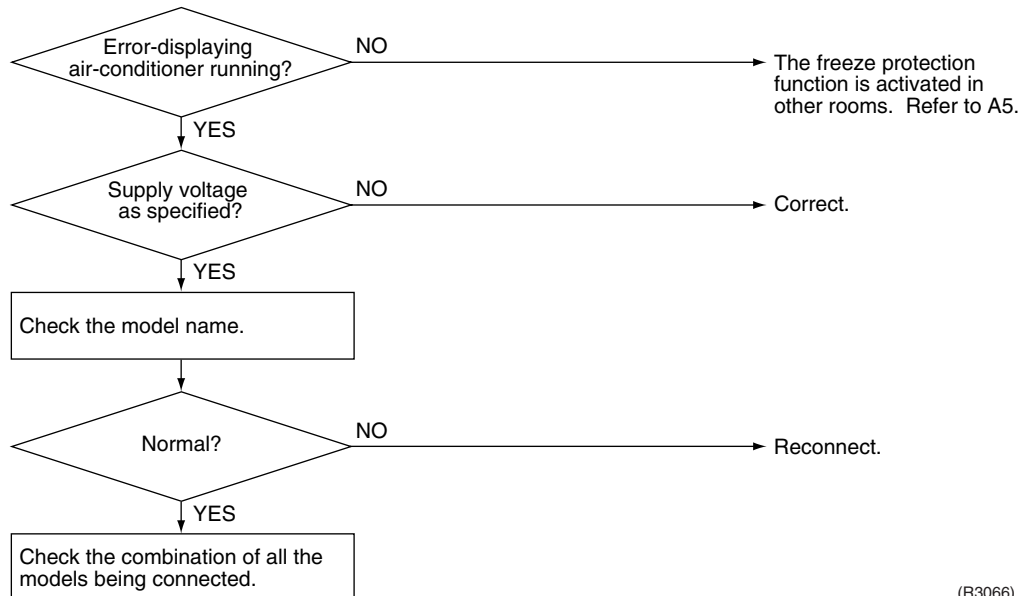 Error-displaying
air-conditioner running?
NO
The freeze protection
function is activated in
other rooms. Refer to A5.
YES
Supply voltage
as specified?
NO
Correct.
YES
Check the model name.
Normal?
NO
Reconnect.
YES
Check the combination of all the
models being connected.
(R3066)